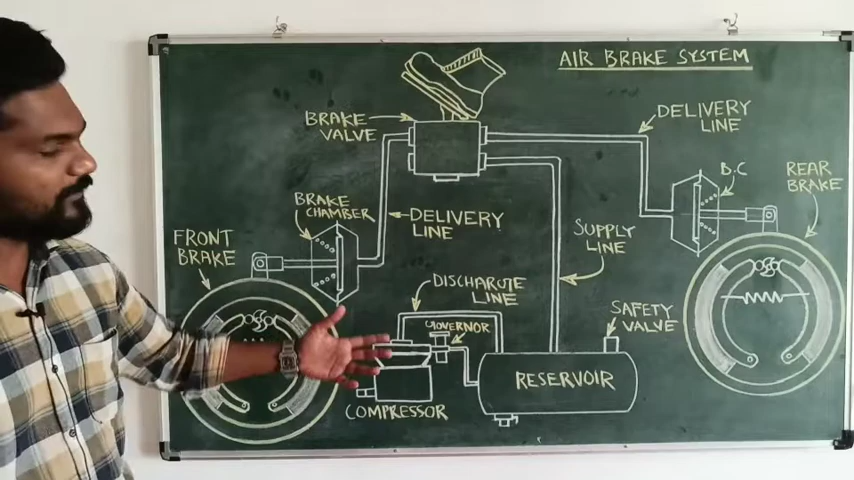 AIR BRAKE SYSTEM
BRAKE
VALVE
DELIVERY
LINE
B.C
REAR
BRAKE
BRAKE
CHAMBER
DELIVERY
LINE
SUPPLY
LINE
FRONT
BRAKE
DISCHARGTE
LINE
GOVERNOR
SAFETY
VALVE
RESERVOIR
COMPRESSOR